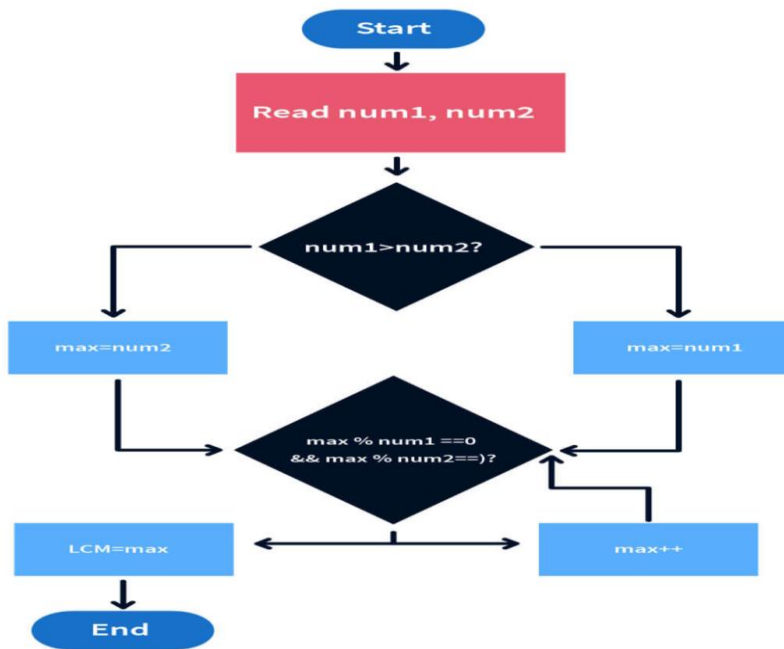 Start
Read num1, num2
num1>num2?
max=num2
max=num1
max % num1 ==0
&& max % num2==)?
LCM=max
max++
End